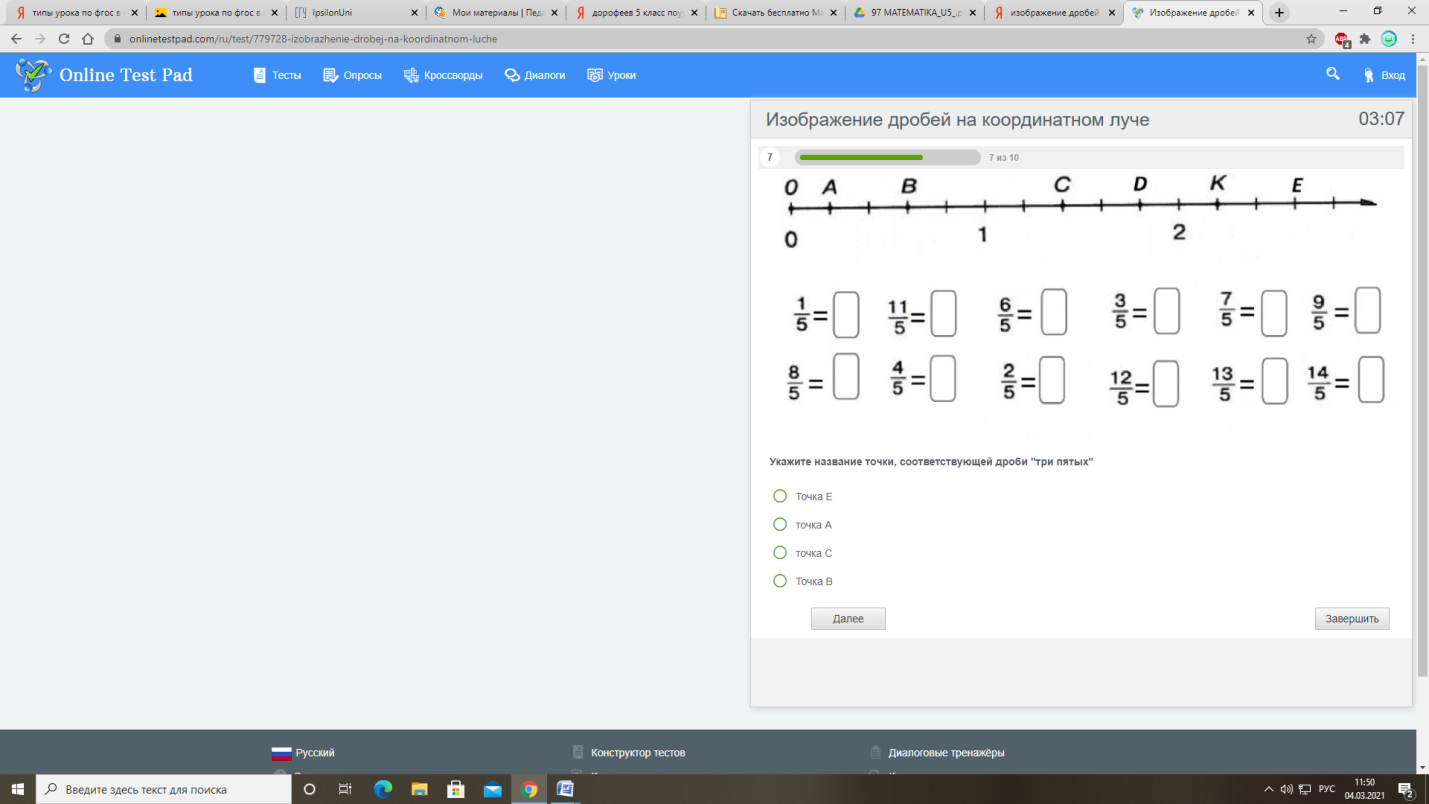 типы урока по фгос в
типы урока по фгос в
IpsilonUni
Мои материалы | Педа
дорофеев 5 класс поу
Скачать бесплатно Ма
97 MATEMATIKA_U5_.p
изображение дробей
Изображение дробей
onlinetestpad.com/ru/test/779728-izobrazhenie-drobej-na-koordinatnom-luche
Online Test Pad
Тесты
Опросы
Кроссворды
Диалоги
Уроки
Вход
Изображение дробей на координатном луче
03:07
7
7 из 10
O A B C D K E
0 1 2
1/5= 11/5= 6/5= 3/5= 7/5= 9/5=
8/5= 4/5= 2/5= 12/5= 13/5= 14/5=
Укажите название точки, соответствующей дроби "три пятых"
Точка Е
точка А
точка С
Точка В
Далее
Завершить
Русский
Конструктор тестов
Диалоговые тренажёры
Введите здесь текст для поиска
РУС
11:50
04.03.2021
2